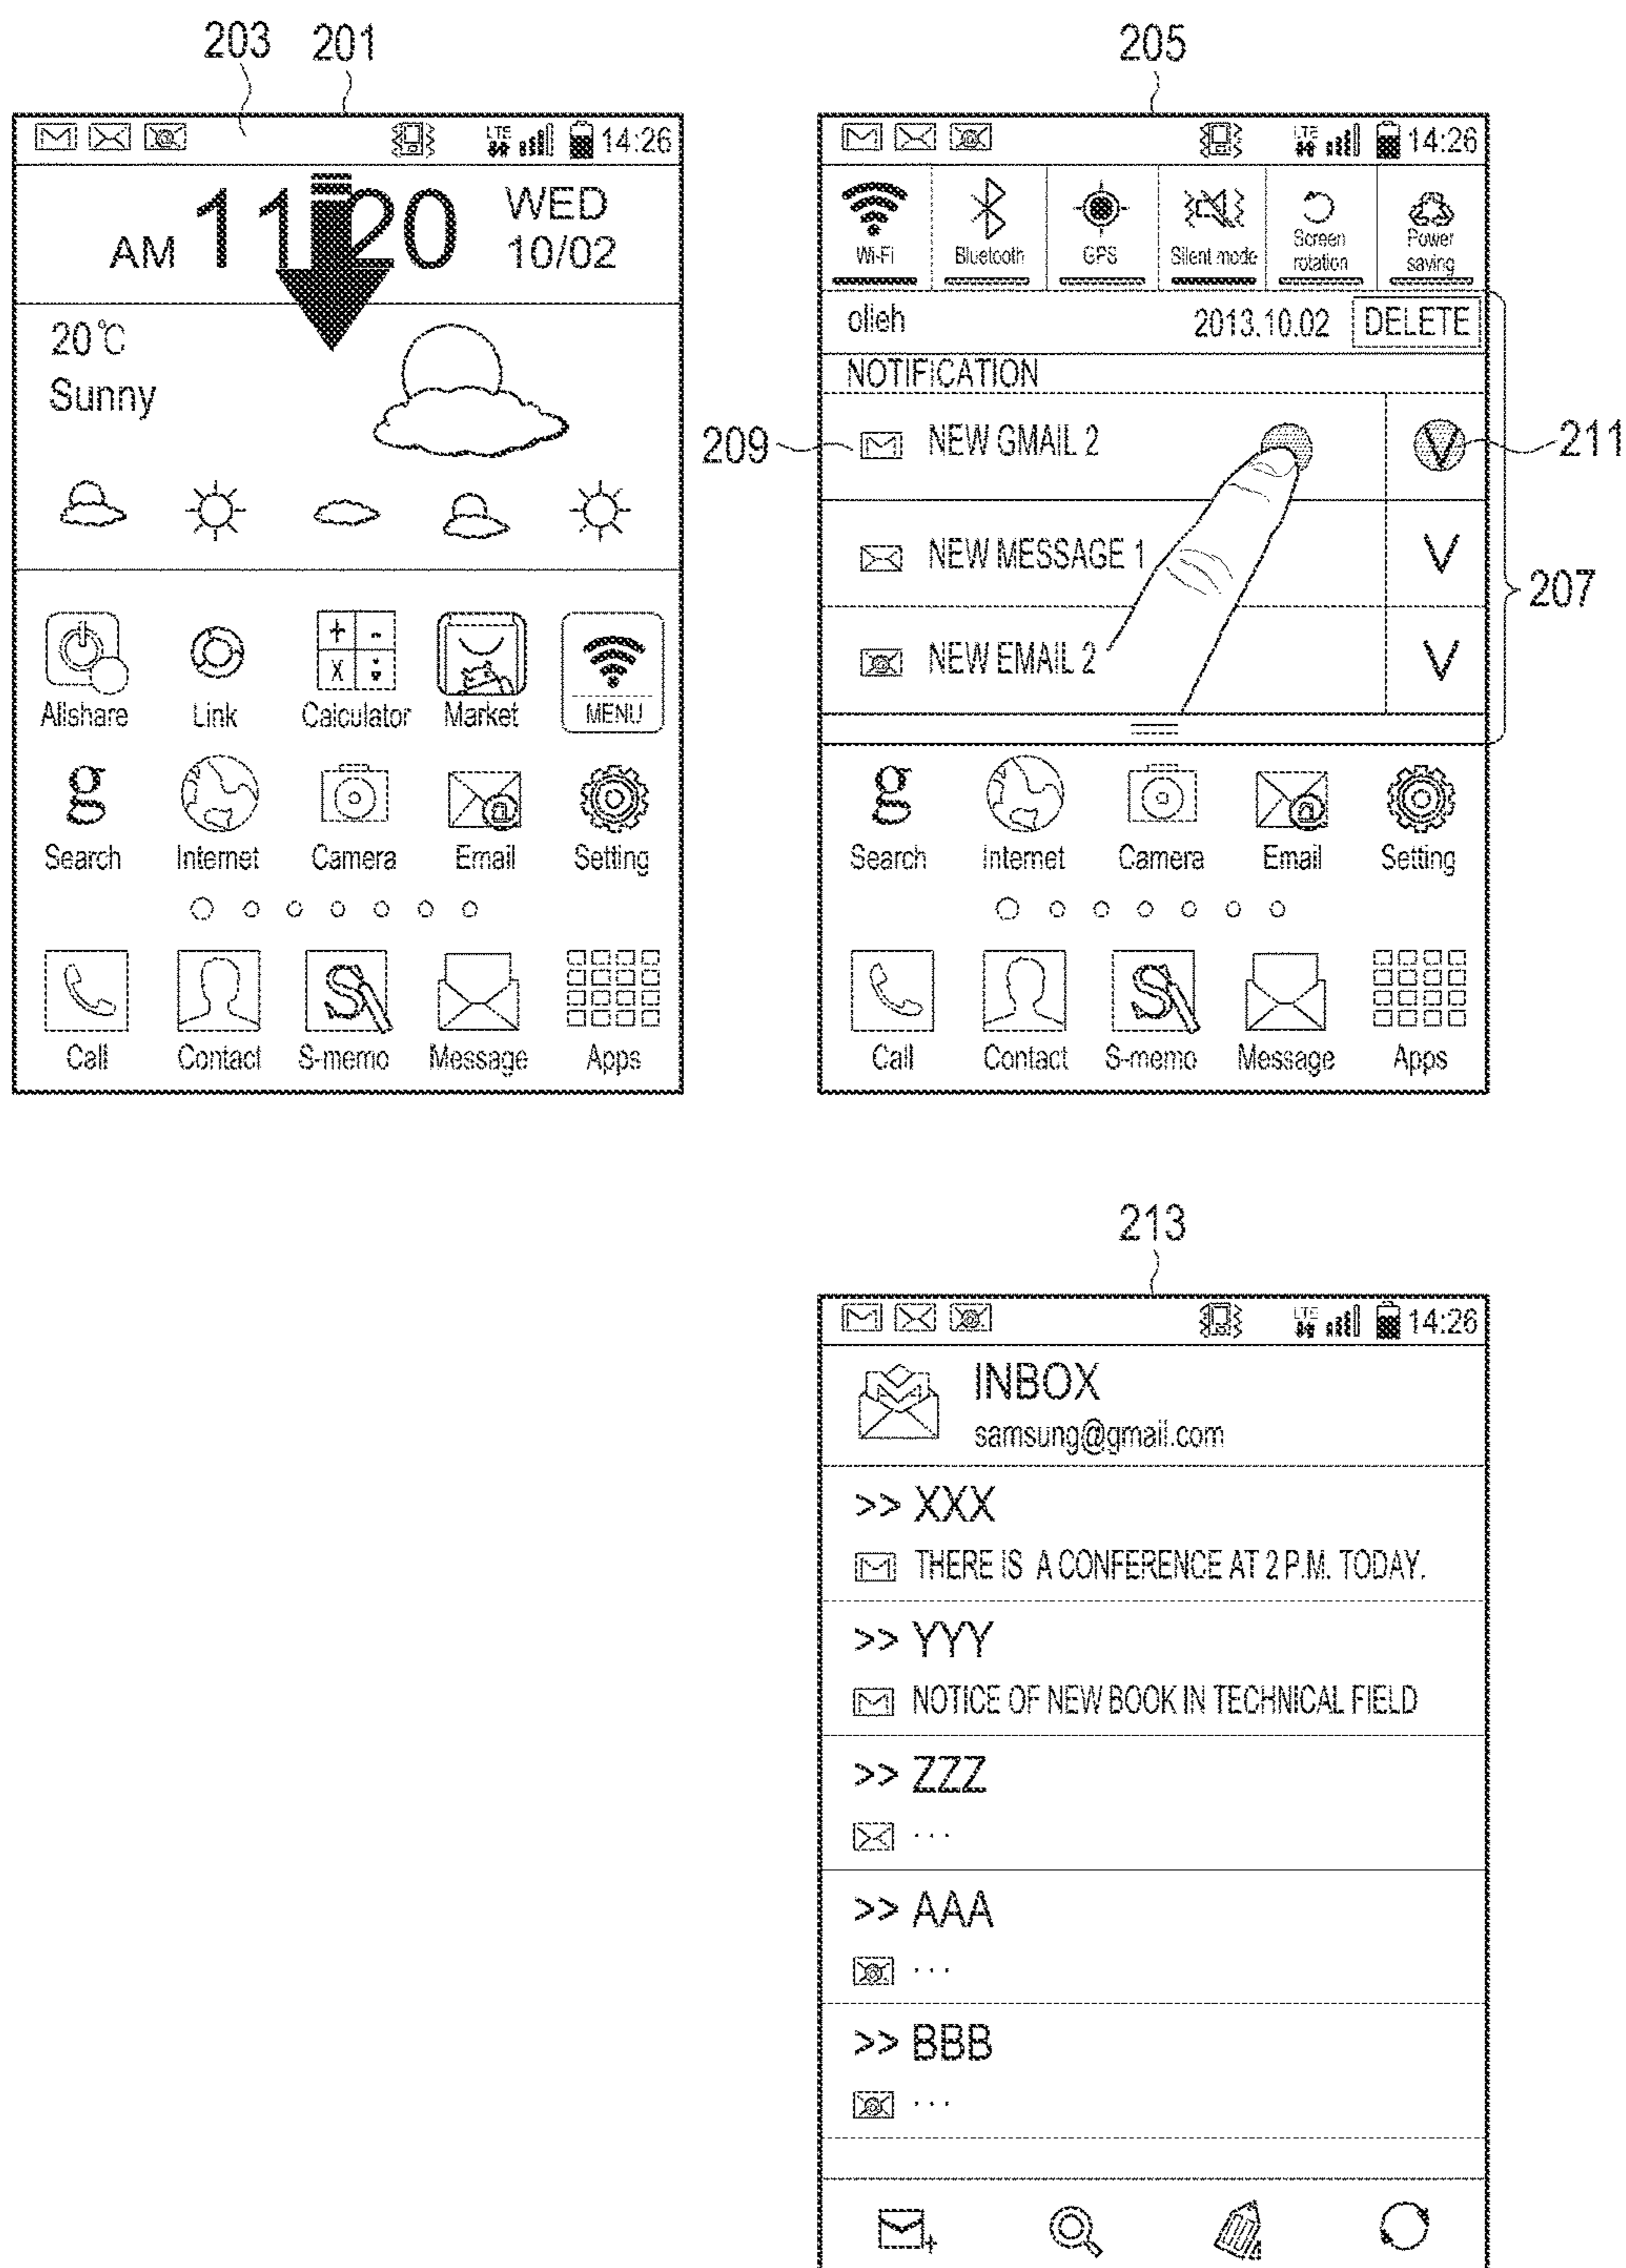 203 201
LTE 14:26
AM 11:20 WED
10/02
20°C
Sunny
Allshare Link Calculator Market MENU
g
Search Internet Camera Email Setting
Call Contact S-memo Message Apps
205
LTE 14:26
Wi-Fi Bluetooth GPS Silent mode Screen rotation Power saving
olleh 2013.10.02 DELETE
NOTIFICATION
209 NEW GMAIL 2 V 211
NEW MESSAGE 1 V
207
NEW EMAIL 2 V
g
Search Internet Camera Email Setting
Call Contact S-memo Message Apps
213
LTE 14:26
INBOX
samsung@gmail.com
>> XXX
THERE IS A CONFERENCE AT 2 P.M. TODAY.
>> YYY
NOTICE OF NEW BOOK IN TECHNICAL FIELD
>> ZZZ
...
>> AAA
...
>> BBB
...